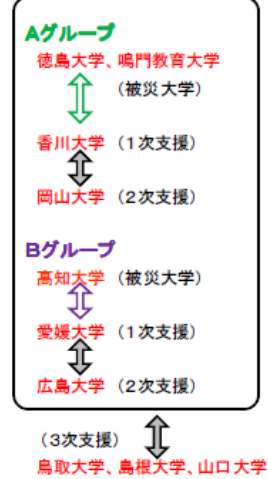 Aグループ
徳島大学、鳴門教育大学
（被災大学）
香川大学（１次支援）
岡山大学（２次支援）
Bグループ
高知大学（被災大学）
愛媛大学（１次支援）
広島大学（２次支援）
（３次支援）
鳥取大学、島根大学、山口大学